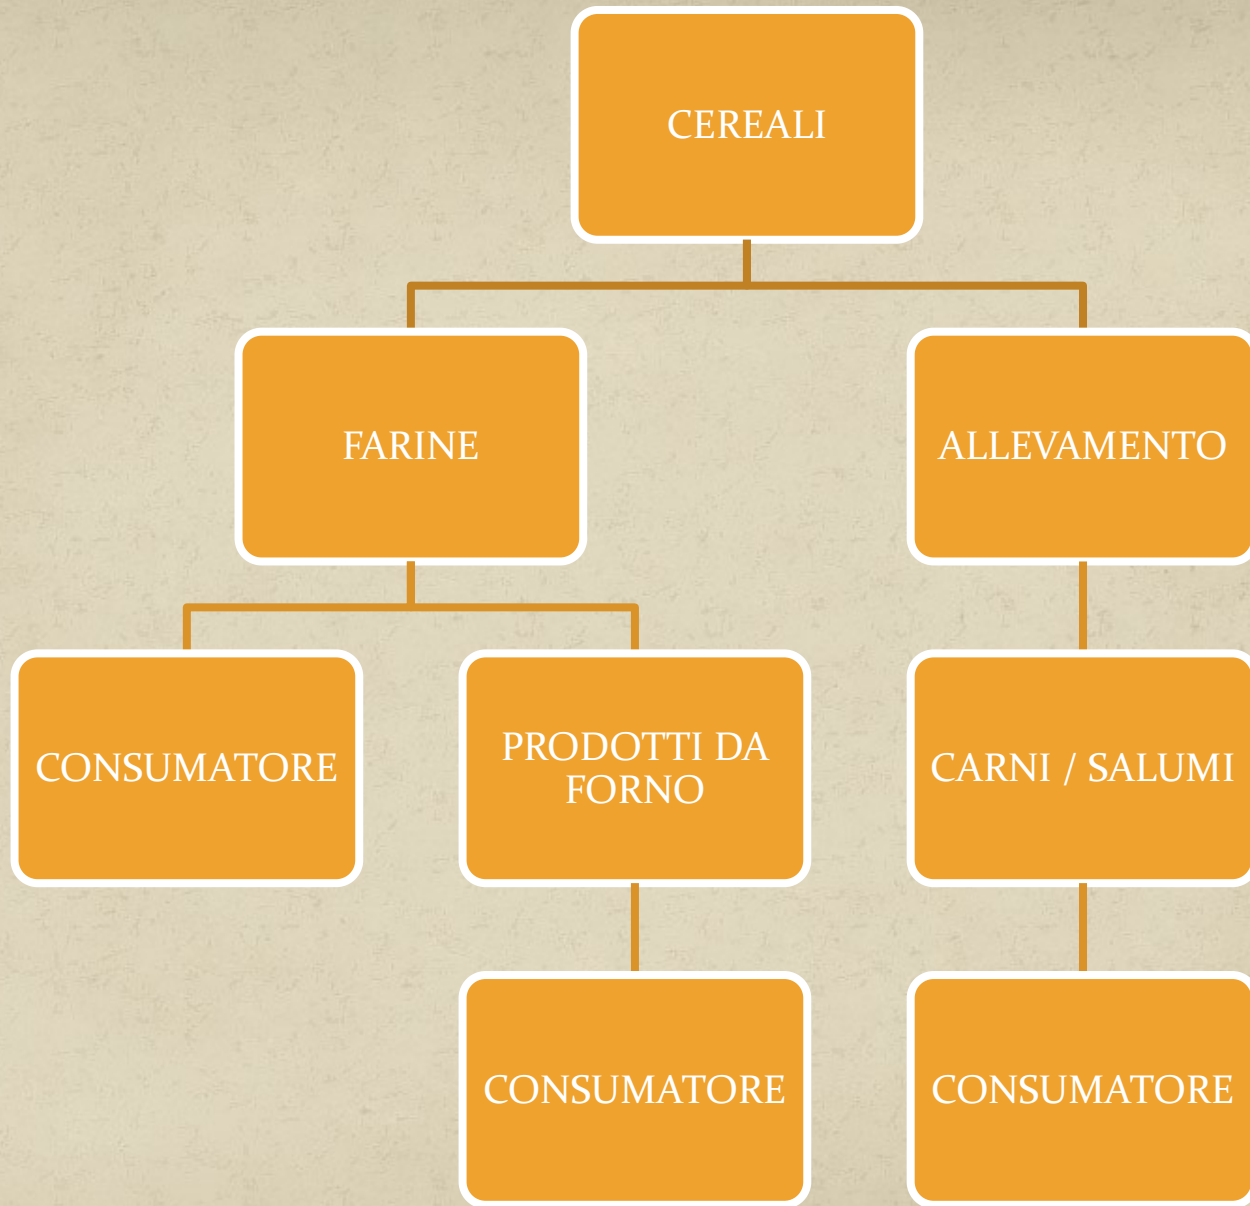 CEREALI
FARINE
ALLEVAMENTO
CONSUMATORE
PRODOTTI DA
FORNO
CARNI / SALUMI
CONSUMATORE
CONSUMATORE